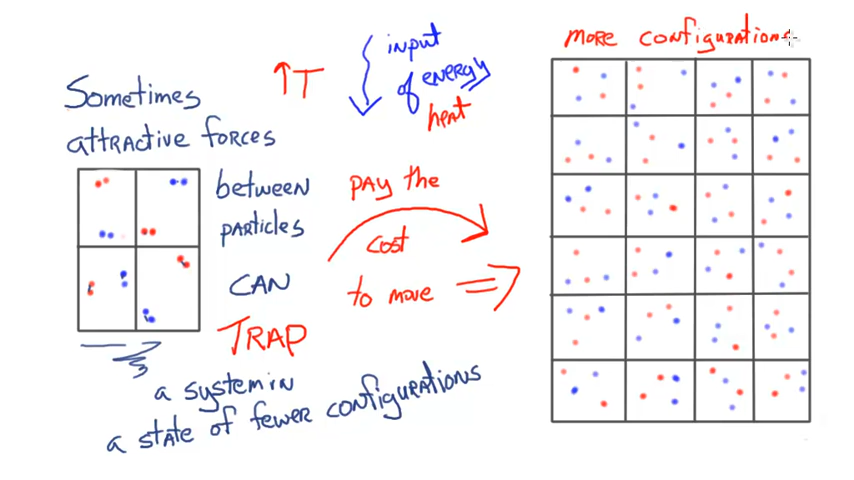 Sometimes
attractive forces
between
particles
CAN
TRAP
a system in
a state of fewer configurations
↑T
input
of energy
heat
pay the
cost
to move
more configurations